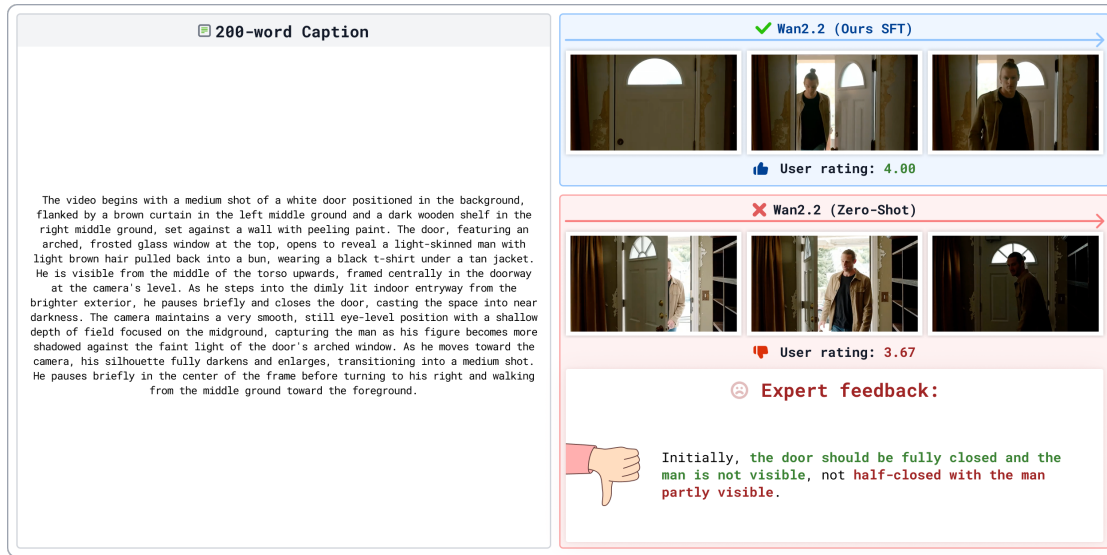 200-word Caption
The video begins with a medium shot of a white door positioned in the background,
flanked by a brown curtain in the left middle ground and a dark wooden shelf in the
right middle ground, set against a wall with peeling paint. The door, featuring an
arched, frosted glass window at the top, opens to reveal a light-skinned man with
light brown hair pulled back into a bun, wearing a black t-shirt under a tan jacket.
He is visible from the middle of the torso upwards, framed centrally in the doorway
at the camera's level. As he steps into the dimly lit indoor entryway from the
brighter exterior, he pauses briefly and closes the door, casting the space into near
darkness. The camera maintains a very smooth, still eye-level position with a shallow
depth of field focused on the midground, capturing the man as his figure becomes more
shadowed against the faint light of the door's arched window. As he moves toward the
camera, his silhouette fully darkens and enlarges, transitioning into a medium shot.
He pauses briefly in the center of the frame before turning to his right and walking
from the middle ground toward the foreground.
Wan2.2 (Ours SFT)
User rating: 4.00
Wan2.2 (Zero-Shot)
User rating: 3.67
Expert feedback:
Initially, the door should be fully closed and the
man is not visible, not half-closed with the man
partly visible.